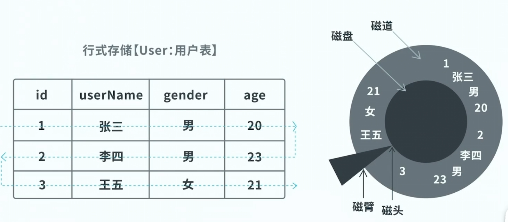 行式存储【User:用户表】
id userName gender age
1 张三 男 20
2 李四 男 23
3 王五 女 21
磁道
磁盘
1
张三
男
20
2
李四
男
23
3
王五
女
21
磁臂
磁头